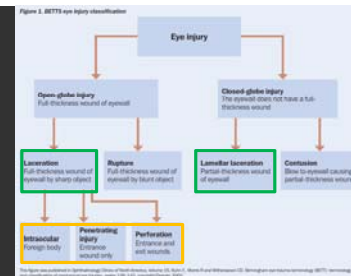 Figure 1. BETTS eye injury classification
Eye injury
Open-globe injury
Full-thickness wound of
eyewall
Closed-globe injury
The eyewall does not have a full-
thickness wound
Laceration
Full-thickness wound of
eyewall by sharp object
Rupture
Full-thickness wound of
eyewall by blunt object
Lamellar laceration
Partial-thickness wound
of eyewall
Contusion
Blow to eyewall causing
partial-thickness wound
Intraocular
Foreign body
Penetrating
injury
Entrance
wound only
Perforation
Entrance and
exit wounds